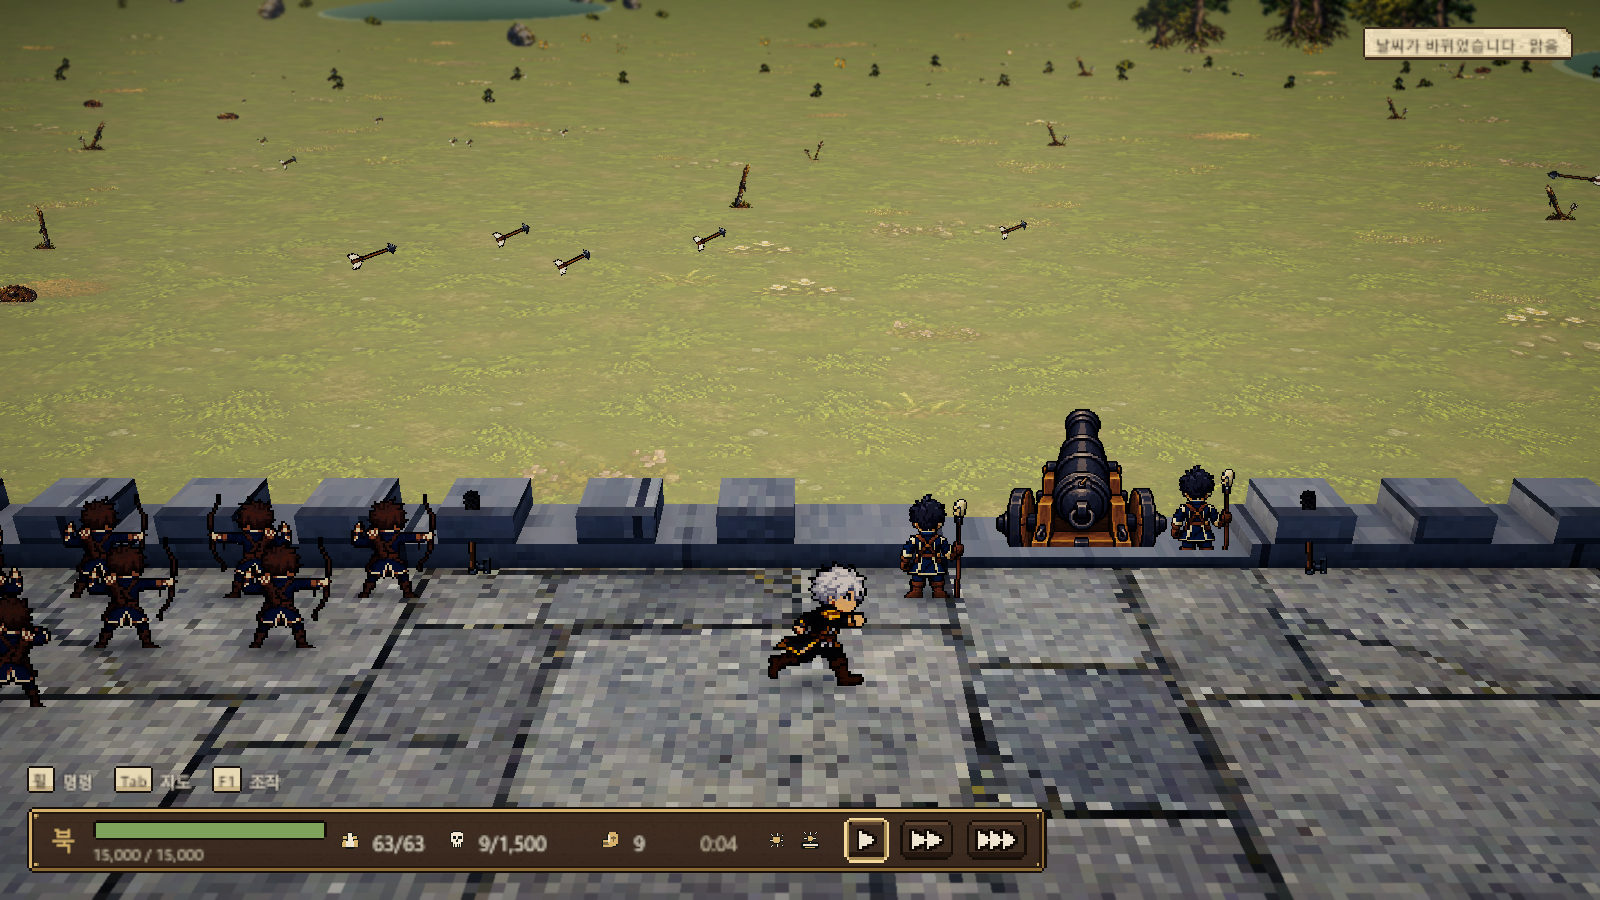 날씨가 바뀌었습니다 · 맑음
휠 명령 Tab 지도 F1 조작
북 15,000 / 15,000 63/63 9/1,500 9 0:04